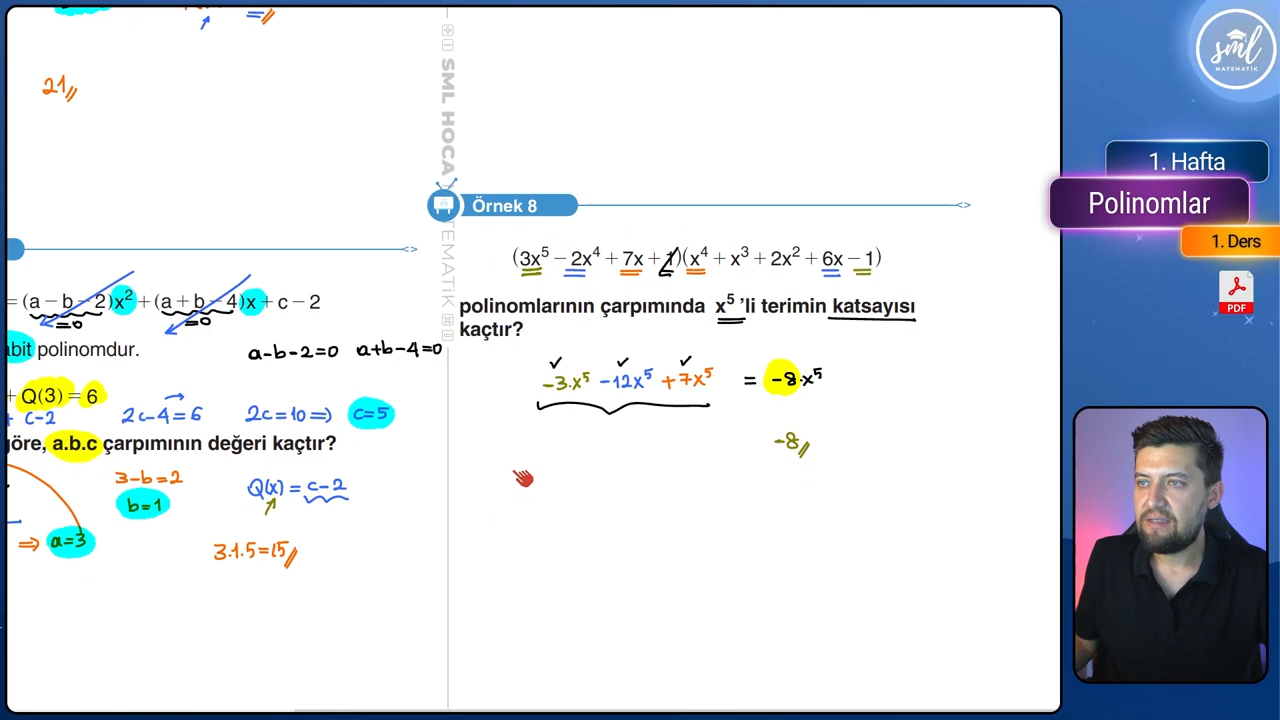 21
= (a − b − 2)x² + (a + b − 4)x + c − 2
=0 =0
abit polinomdur.
a-b-2=0 a+b-4=0
+ Q(3) = 6
+ c-2 2c-4=6 2c=10 => c=5
göre, a.b.c çarpımının değeri kaçtır?
3-b=2
b=1
Q(x) = c-2
=> a=3
3.1.5=15
SML HOCA
TEMATİK
Örnek 8
(3x⁵ − 2x⁴ + 7x + 1)(x⁴ + x³ + 2x² + 6x − 1)
polinomlarının çarpımında x⁵ 'li terimin katsayısı
kaçtır?
-3.x⁵ -12x⁵ +7x⁵ = -8.x⁵
-8
sml
MATEMATİK
1. Hafta
Polinomlar
1. Ders
PDF